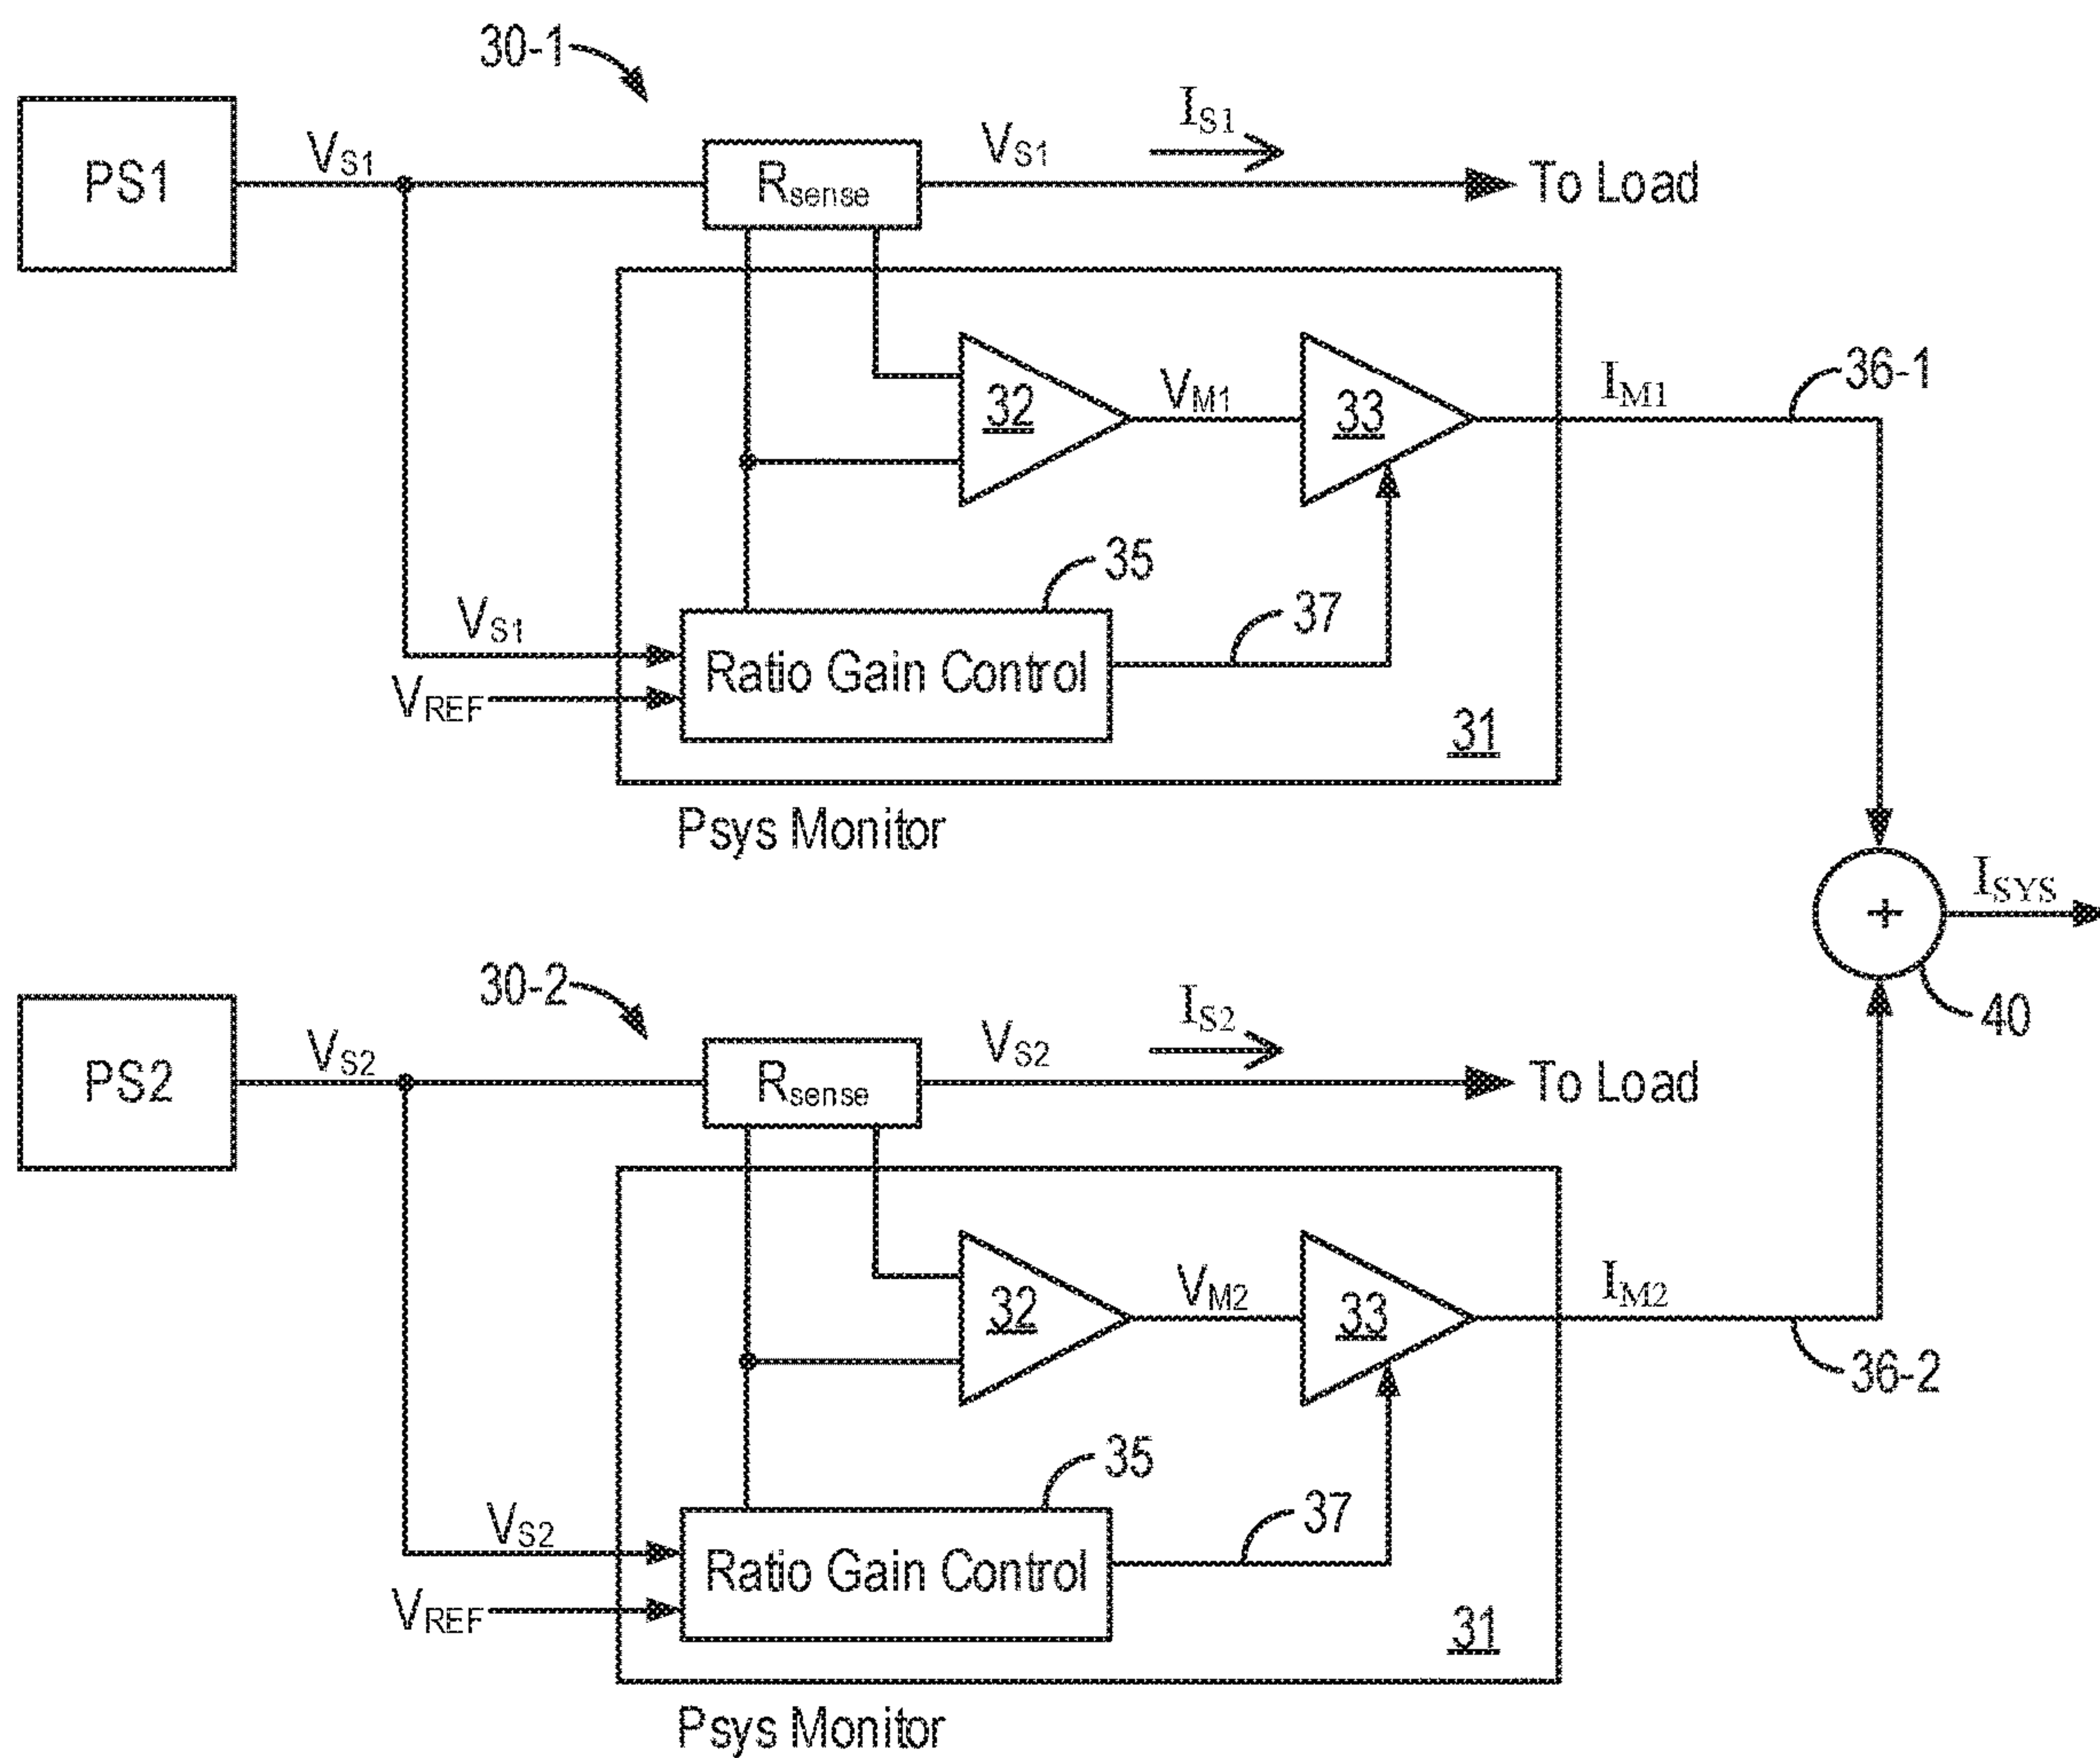 30-1
PS1
VS1
Rsense
VS1
IS1
To Load
32
VM1
33
IM1
36-1
35
37
VS1
Ratio Gain Control
VREF
31
Psys Monitor
+
ISYS
40
30-2
PS2
VS2
Rsense
VS2
IS2
To Load
32
VM2
33
IM2
36-2
35
37
VS2
Ratio Gain Control
VREF
31
Psys Monitor